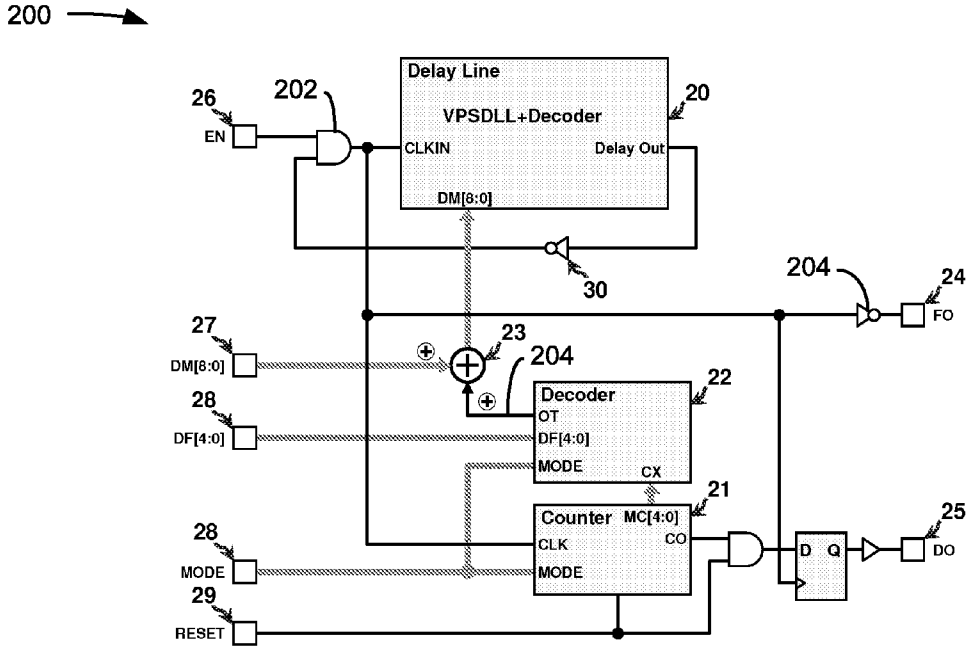 200
Delay Line
202
26
20
VPSDLL+Decoder
EN
CLKIN
Delay Out
DM[8:0]
30
204
24
FO
27
23
DM[8:0]
204
22
28
Decoder
OT
DF[4:0]
DF[4:0]
MODE
CX
21
Counter
MC[4:0]
25
28
CO
CLK
D
Q
DO
MODE
MODE
29
RESET